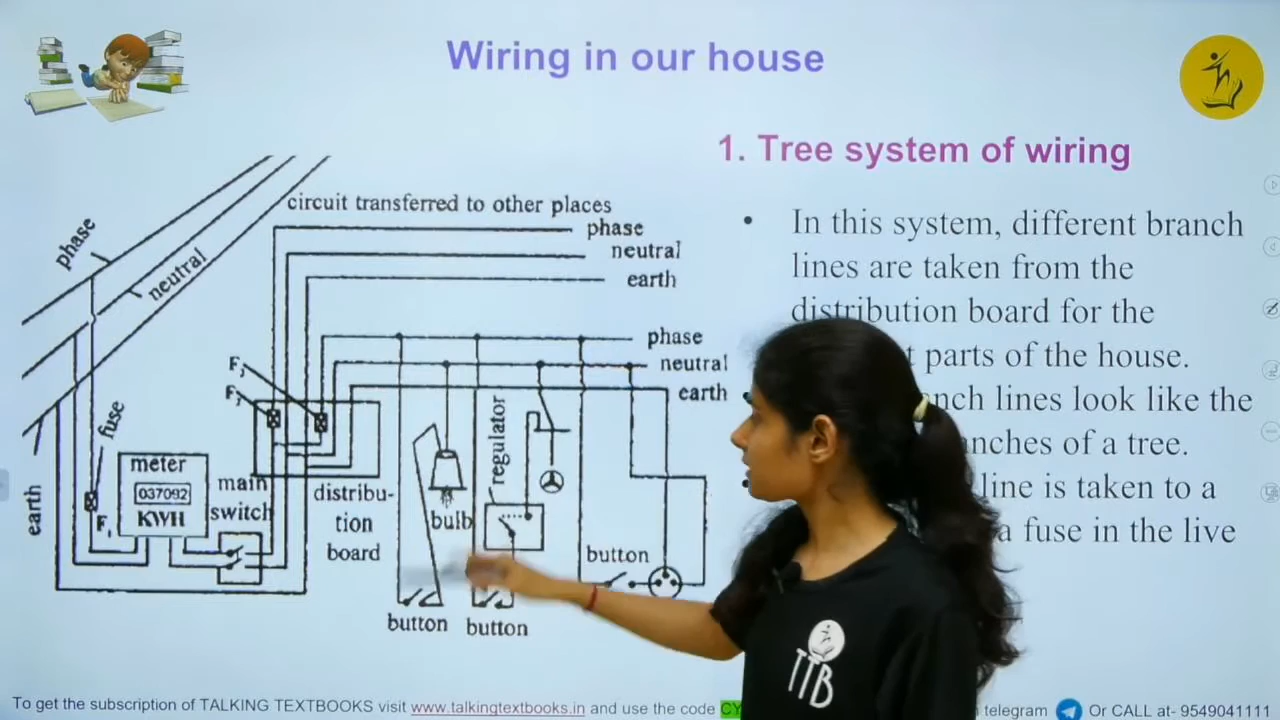 Wiring in our house
1. Tree system of wiring
• In this system, different branch
lines are taken from the
distribution board for the
parts of the house.
lines look like the
of a tree.
line is taken to a
a fuse in the live
circuit transferred to other places
phase
neutral
earth
phase
neutral
earth
phase
neutral
earth
fuse
F₁
F₃
F₂
meter
037092
KWH
main
switch
distribu-
tion
board
bulb
regulator
button
button
button
TTB
To get the subscription of TALKING TEXTBOOKS visit www.talkingtextbooks.in and use the code CY
telegram Or CALL at- 9549041111